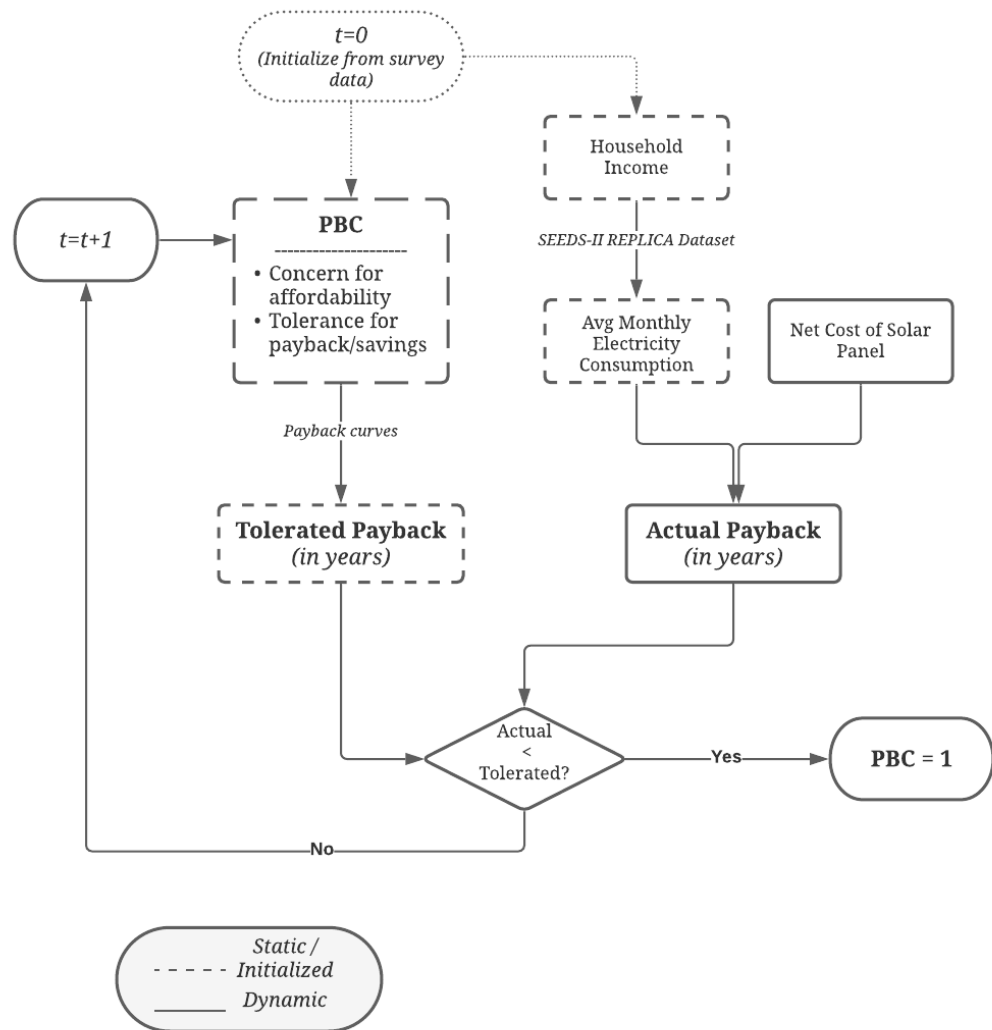 t=0
(Initialize from survey
data)
Household
Income
t=t+1
PBC
---------------------
• Concern for
affordability
• Tolerance for
payback/savings
SEEDS-II REPLICA Dataset
Avg Monthly
Electricity
Consumption
Net Cost of Solar
Panel
Payback curves
Tolerated Payback
(in years)
Actual Payback
(in years)
Actual
<
Tolerated?
Yes
PBC = 1
No
Static /
Initialized
Dynamic